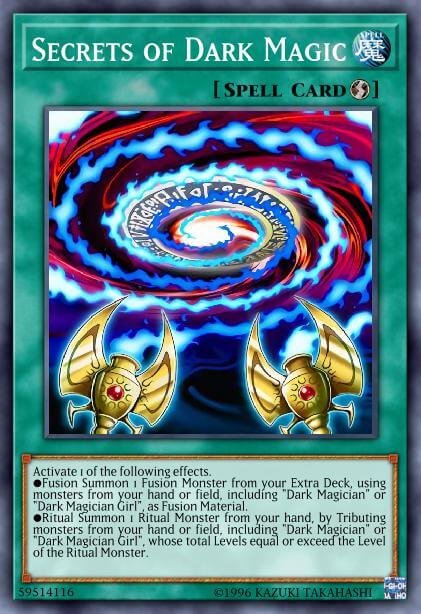 SECRETS OF DARK MAGIC
SPELL
魔
[SPELL CARD]
Activate 1 of the following effects.
●Fusion Summon 1 Fusion Monster from your Extra Deck, using
monsters from your hand or field, including "Dark Magician" or
"Dark Magician Girl", as Fusion Material.
●Ritual Summon 1 Ritual Monster from your hand, by Tributing
monsters from your hand or field, including "Dark Magician" or
"Dark Magician Girl", whose total Levels equal or exceed the Level
of the Ritual Monster.
59514116
©1996 KAZUKI TAKAHASHI